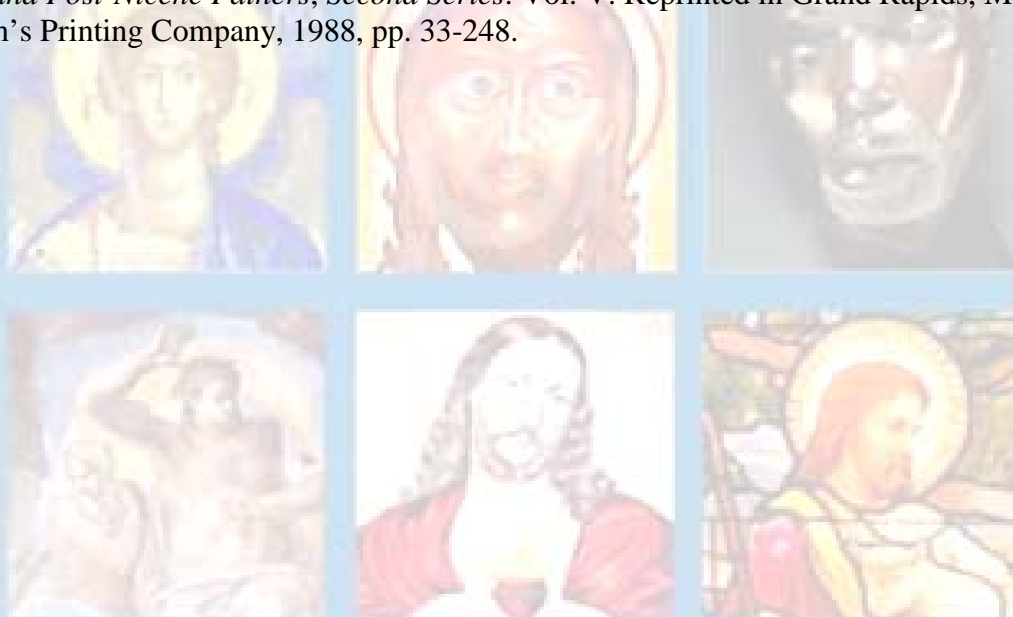 and Post-Nicene Fathers, Second Series. Vol. V. Reprinted in Grand Rapids, M
n's Printing Company, 1988, pp. 33-248.